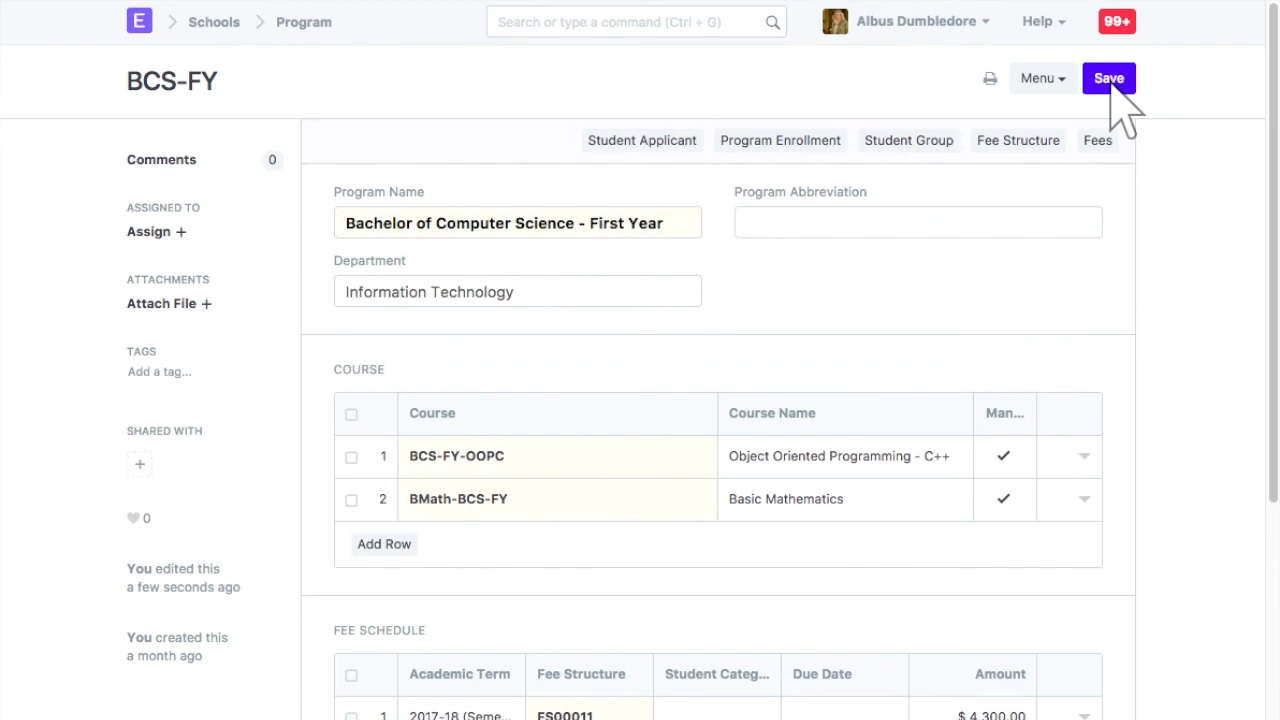 E Schools Program Search or type a command (Ctrl + G) Albus Dumbledore Help 99+
BCS-FY Menu Save
Student Applicant Program Enrollment Student Group Fee Structure Fees
Comments 0
ASSIGNED TO
Assign +
ATTACHMENTS
Attach File +
TAGS
Add a tag...
SHARED WITH
+
0
You edited this
a few seconds ago
You created this
a month ago
Program Name Program Abbreviation
Bachelor of Computer Science - First Year
Department
Information Technology
COURSE
Course Course Name Man...
1 BCS-FY-OOPC Object Oriented Programming - C++
2 BMath-BCS-FY Basic Mathematics
Add Row
FEE SCHEDULE
Academic Term Fee Structure Student Categ... Due Date Amount
1 2017-18 (Seme... FS00011 $ 4,300.00